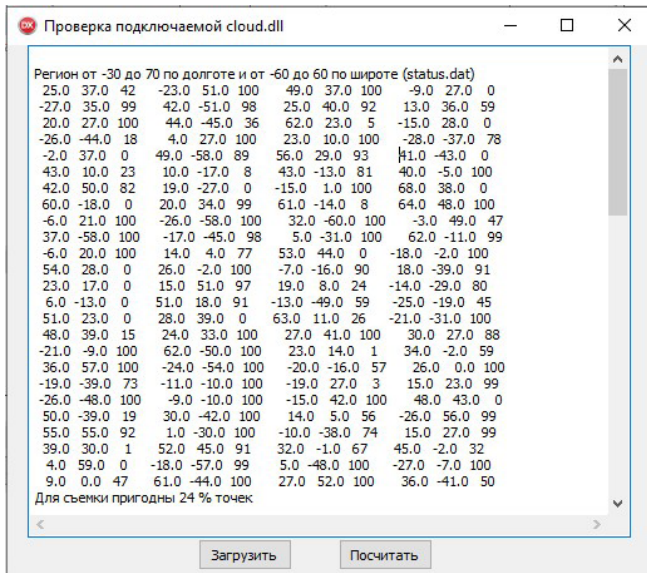 DX Проверка подключаемой cloud.dll
Регион от -30 до 70 по долготе и от -60 до 60 по широте (status.dat)
25.0 37.0 42 -23.0 51.0 100 49.0 37.0 100 -9.0 27.0 0
-27.0 35.0 99 42.0 -51.0 98 25.0 40.0 92 13.0 36.0 59
20.0 27.0 100 44.0 -45.0 36 62.0 23.0 5 -15.0 28.0 0
-26.0 -44.0 18 4.0 27.0 100 23.0 10.0 100 -28.0 -37.0 78
-2.0 37.0 0 49.0 -58.0 89 56.0 29.0 93 41.0 -43.0 0
43.0 10.0 23 10.0 -17.0 8 43.0 -13.0 81 40.0 -5.0 100
42.0 50.0 82 19.0 -27.0 0 -15.0 1.0 100 68.0 38.0 0
60.0 -18.0 0 20.0 34.0 99 61.0 -14.0 8 64.0 48.0 100
-6.0 21.0 100 -26.0 -58.0 100 32.0 -60.0 100 -3.0 49.0 47
37.0 -58.0 100 -17.0 -45.0 98 5.0 -31.0 100 62.0 -11.0 99
-6.0 20.0 100 14.0 4.0 77 53.0 44.0 0 -18.0 -2.0 100
54.0 28.0 0 26.0 -2.0 100 -7.0 -16.0 90 18.0 -39.0 91
23.0 17.0 0 15.0 51.0 97 19.0 8.0 24 -14.0 -29.0 80
6.0 -13.0 0 51.0 18.0 91 -13.0 -49.0 59 -25.0 -19.0 45
51.0 23.0 0 28.0 39.0 0 63.0 11.0 26 -21.0 -31.0 100
48.0 39.0 15 24.0 33.0 100 27.0 41.0 100 30.0 27.0 88
-21.0 -9.0 100 62.0 -50.0 100 23.0 14.0 1 34.0 -2.0 59
36.0 57.0 100 -24.0 -54.0 100 -20.0 -16.0 57 26.0 0.0 100
-19.0 -39.0 73 -11.0 -10.0 100 -19.0 27.0 3 15.0 23.0 99
-26.0 -48.0 100 -9.0 -10.0 100 -15.0 42.0 100 48.0 43.0 0
50.0 -39.0 19 30.0 -42.0 100 14.0 5.0 56 -26.0 56.0 99
55.0 55.0 92 1.0 -30.0 100 -10.0 -38.0 74 15.0 27.0 99
39.0 30.0 1 52.0 45.0 91 32.0 -1.0 67 45.0 -2.0 32
4.0 59.0 0 -18.0 -57.0 99 5.0 -48.0 100 -27.0 -7.0 100
9.0 0.0 47 61.0 -44.0 100 27.0 52.0 100 36.0 -41.0 50
Для съемки пригодны 24 % точек
Загрузить Посчитать